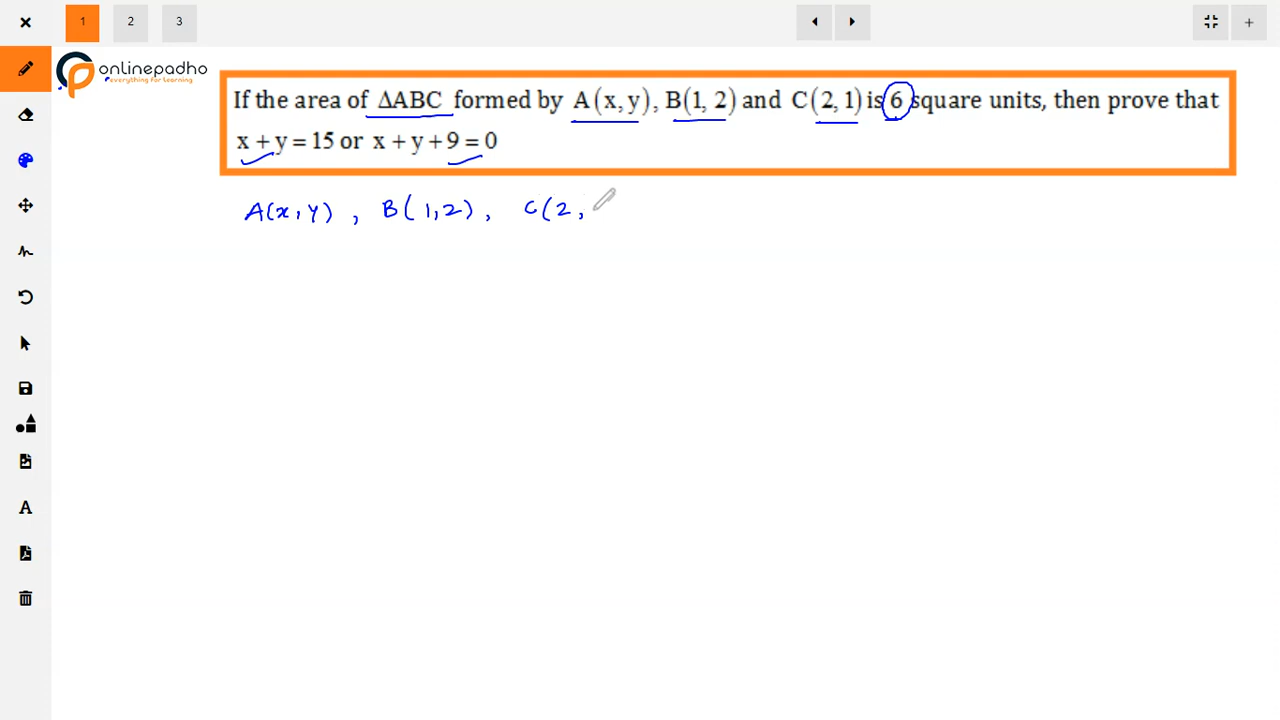 1 2 3
onlinepadho
everything for learning
If the area of ΔABC formed by A(x, y), B(1, 2) and C(2, 1) is 6 square units, then prove that
x + y = 15 or x + y + 9 = 0
A(x, y) , B(1,2), C(2,
A